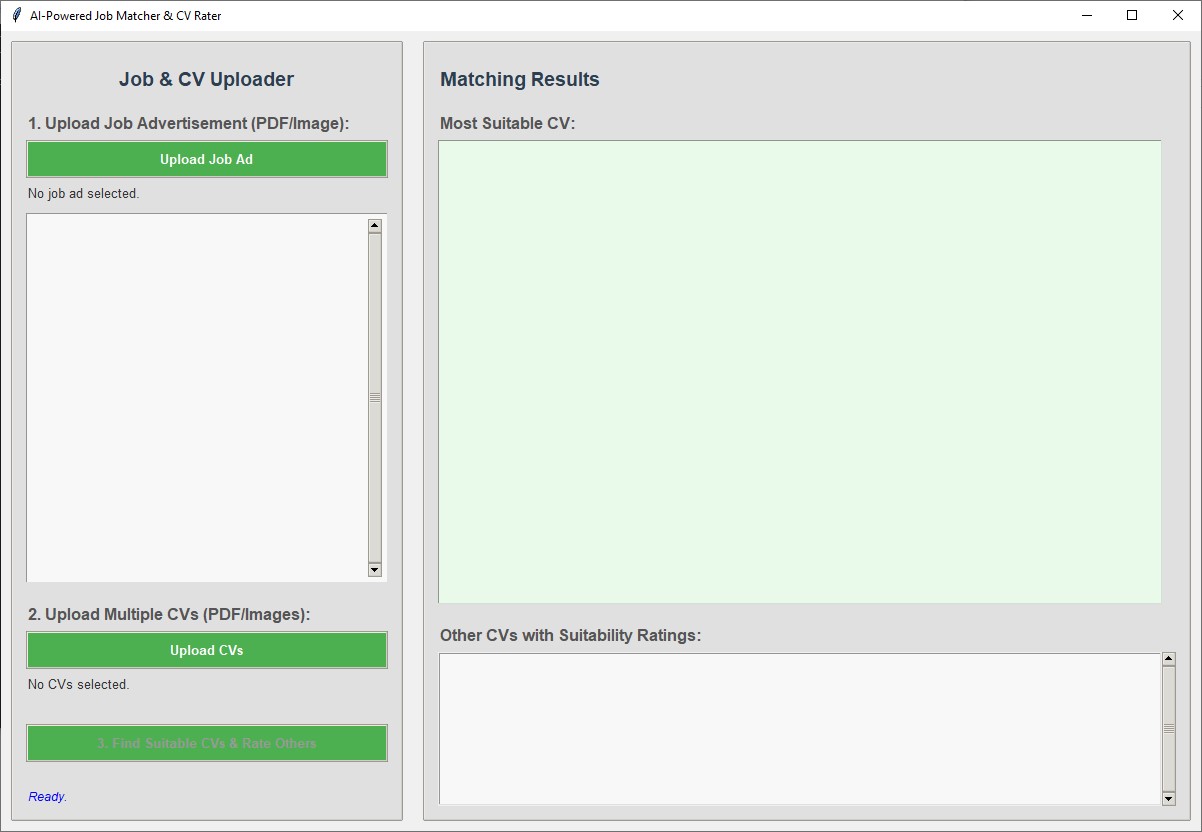 AI-Powered Job Matcher & CV Rater
Job & CV Uploader
1. Upload Job Advertisement (PDF/Image):
Upload Job Ad
No job ad selected.
2. Upload Multiple CVs (PDF/Images):
Upload CVs
No CVs selected.
3. Find Suitable CVs & Rate Others
Ready.
Matching Results
Most Suitable CV:
Other CVs with Suitability Ratings: